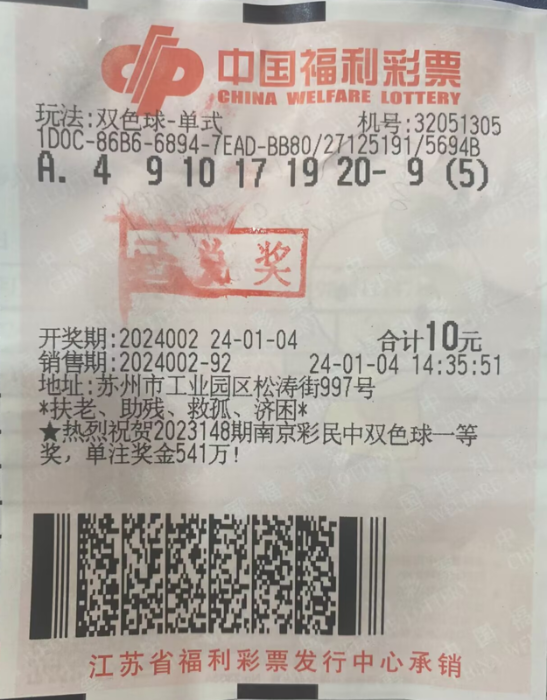 中国福利彩票
CHINA WELFARE LOTTERY
玩法:双色球-单式 机号:32051305
1D0C-86B6-6894-7EAD-BB80/27125191/5694B
A. 4 9 10 17 19 20- 9 (5)
兑奖
开奖期:2024002 24-01-04 合计10元
销售期:2024002-92 24-01-04 14:35:51
地址:苏州市工业园区松涛街997号
*扶老、助残、救孤、济困*
★热烈祝贺2023148期南京彩民中双色球一等
奖，单注奖金541万!
江苏省福利彩票发行中心承销